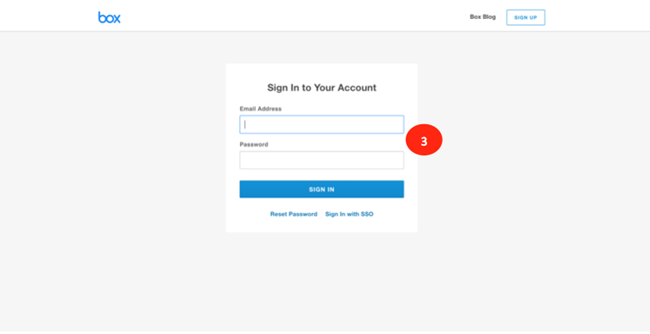 box
Box Blog
SIGN UP
Sign In to Your Account
Email Address
3
Password
SIGN IN
Reset Password
Sign In with SSO